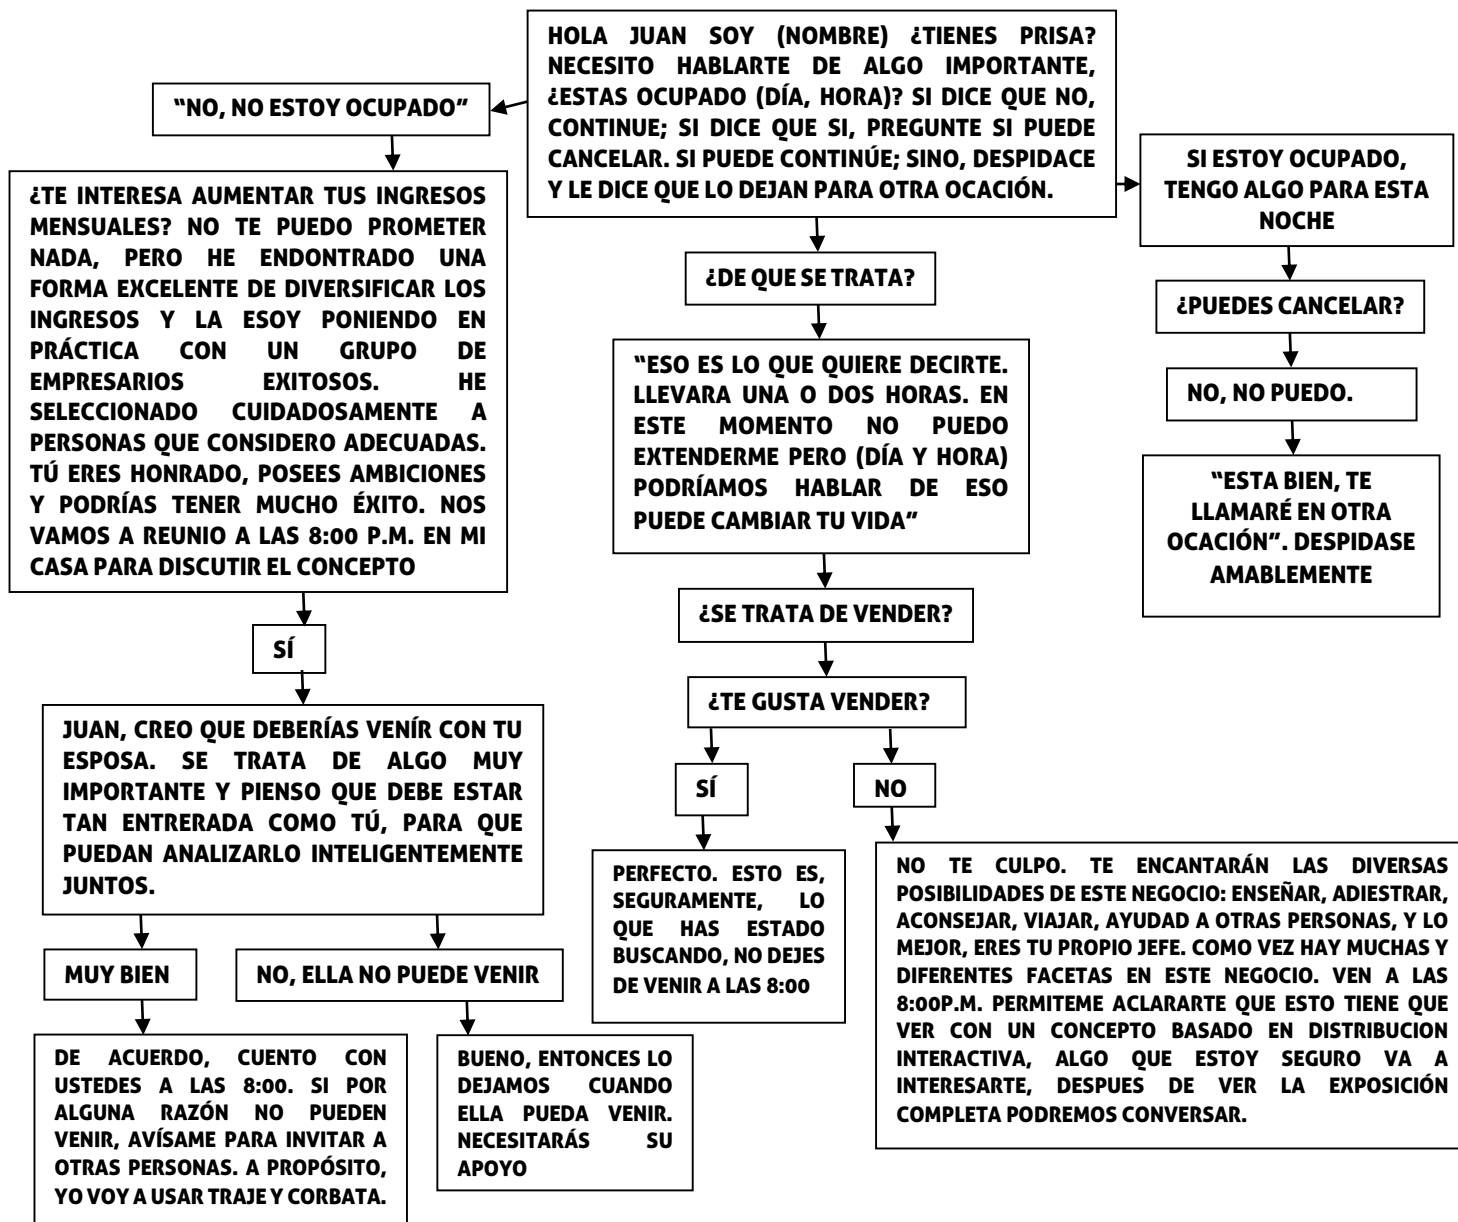 HOLA JUAN SOY (NOMBRE) ¿TIENES PRISA?
NECESITO HABLARTE DE ALGO IMPORTANTE,
¿ESTAS OCUPADO (DÍA, HORA)? SI DICE QUE NO,
CONTINUE; SI DICE QUE SI, PREGUNTE SI PUEDE
CANCELAR. SI PUEDE CONTINÚE; SINO, DESPIDACE
Y LE DICE QUE LO DEJAN PARA OTRA OCACIÓN.
"NO, NO ESTOY OCUPADO"
¿TE INTERESA AUMENTAR TUS INGRESOS
MENSUALES? NO TE PUEDO PROMETER
NADA, PERO HE ENDONTRADO UNA
FORMA EXCELENTE DE DIVERSIFICAR LOS
INGRESOS Y LA ESOY PONIENDO EN
PRÁCTICA CON UN GRUPO DE
EMPRESARIOS EXITOSOS. HE
SELECCIONADO CUIDADOSAMENTE A
PERSONAS QUE CONSIDERO ADECUADAS.
TÚ ERES HONRADO, POSEES AMBICIONES
Y PODRÍAS TENER MUCHO ÉXITO. NOS
VAMOS A REUNIO A LAS 8:00 P.M. EN MI
CASA PARA DISCUTIR EL CONCEPTO
SÍ
JUAN, CREO QUE DEBERÍAS VENÍR CON TU
ESPOSA. SE TRATA DE ALGO MUY
IMPORTANTE Y PIENSO QUE DEBE ESTAR
TAN ENTRERADA COMO TÚ, PARA QUE
PUEDAN ANALIZARLO INTELIGENTEMENTE
JUNTOS.
MUY BIEN
DE ACUERDO, CUENTO CON
USTEDES A LAS 8:00. SI POR
ALGUNA RAZÓN NO PUEDEN
VENIR, AVÍSAME PARA INVITAR A
OTRAS PERSONAS. A PROPÓSITO,
YO VOY A USAR TRAJE Y CORBATA.
NO, ELLA NO PUEDE VENIR
BUENO, ENTONCES LO
DEJAMOS CUANDO
ELLA PUEDA VENIR.
NECESITARÁS SU
APOYO
¿DE QUE SE TRATA?
"ESO ES LO QUE QUIERE DECIRTE.
LLEVARA UNA O DOS HORAS. EN
ESTE MOMENTO NO PUEDO
EXTENDERME PERO (DÍA Y HORA)
PODRÍAMOS HABLAR DE ESO
PUEDE CAMBIAR TU VIDA"
¿SE TRATA DE VENDER?
¿TE GUSTA VENDER?
SÍ
PERFECTO. ESTO ES,
SEGURAMENTE, LO
QUE HAS ESTADO
BUSCANDO, NO DEJES
DE VENIR A LAS 8:00
NO
NO TE CULPO. TE ENCANTARÁN LAS DIVERSAS
POSIBILIDADES DE ESTE NEGOCIO: ENSEÑAR, ADIESTRAR,
ACONSEJAR, VIAJAR, AYUDAD A OTRAS PERSONAS, Y LO
MEJOR, ERES TU PROPIO JEFE. COMO VEZ HAY MUCHAS Y
DIFERENTES FACETAS EN ESTE NEGOCIO. VEN A LAS
8:00P.M. PERMITEME ACLARARTE QUE ESTO TIENE QUE
VER CON UN CONCEPTO BASADO EN DISTRIBUCION
INTERACTIVA, ALGO QUE ESTOY SEGURO VA A
INTERESARTE, DESPUES DE VER LA EXPOSICIÓN
COMPLETA PODREMOS CONVERSAR.
SI ESTOY OCUPADO,
TENGO ALGO PARA ESTA
NOCHE
¿PUEDES CANCELAR?
NO, NO PUEDO.
"ESTA BIEN, TE
LLAMARÉ EN OTRA
OCACIÓN". DESPIDASE
AMABLEMENTE